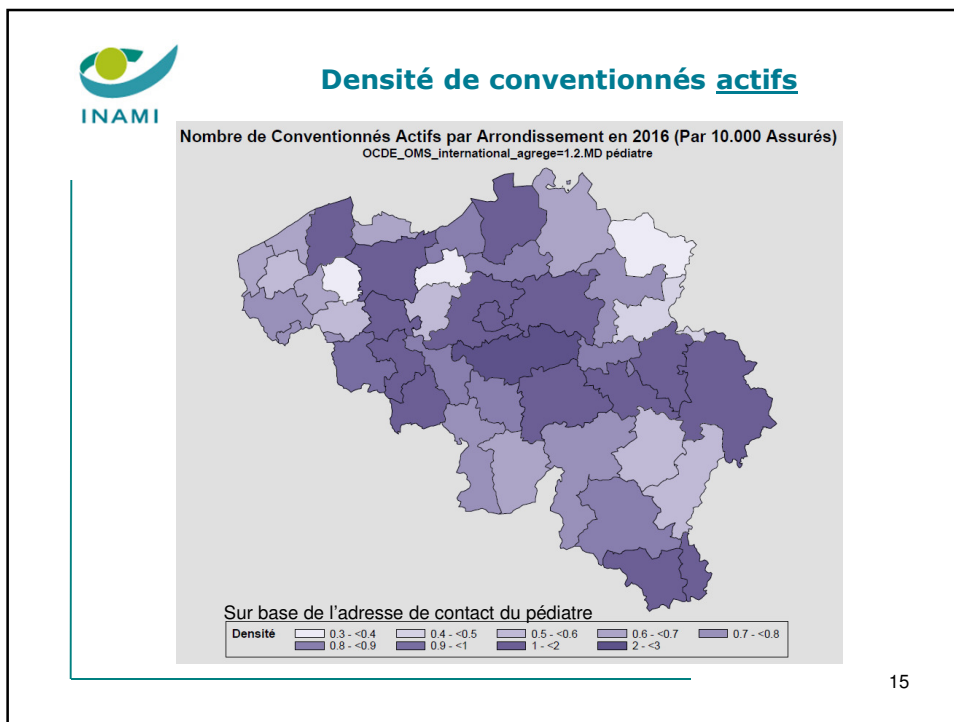 INAMI
Densité de conventionnés actifs
Nombre de Conventionnés Actifs par Arrondissement en 2016 (Par 10.000 Assurés)
OCDE_OMS_international_agrege=1.2.MD pédiatre
Sur base de l'adresse de contact du pédiatre
Densité 0.3 - <0.4 0.4 - <0.5 0.5 - <0.6 0.6 - <0.7 0.7 - <0.8
0.8 - <0.9 0.9 - <1 1 - <2 2 - <3
15